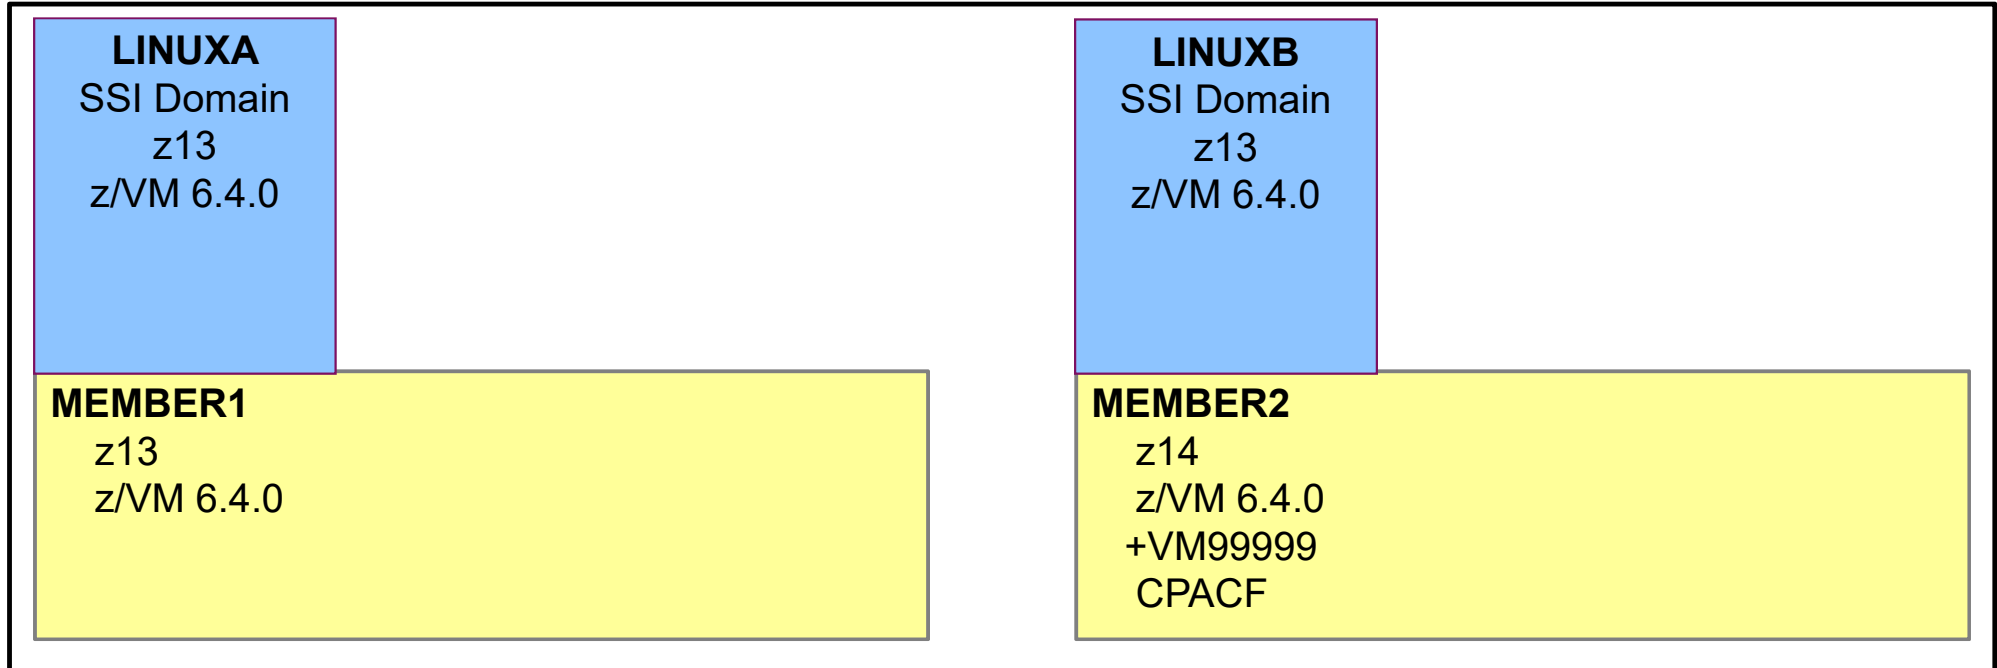 LINUXA
SSI Domain
z13
z/VM 6.4.0
LINUXB
SSI Domain
z13
z/VM 6.4.0
MEMBER1
z13
z/VM 6.4.0
MEMBER2
z14
z/VM 6.4.0
+VM99999
CPACF